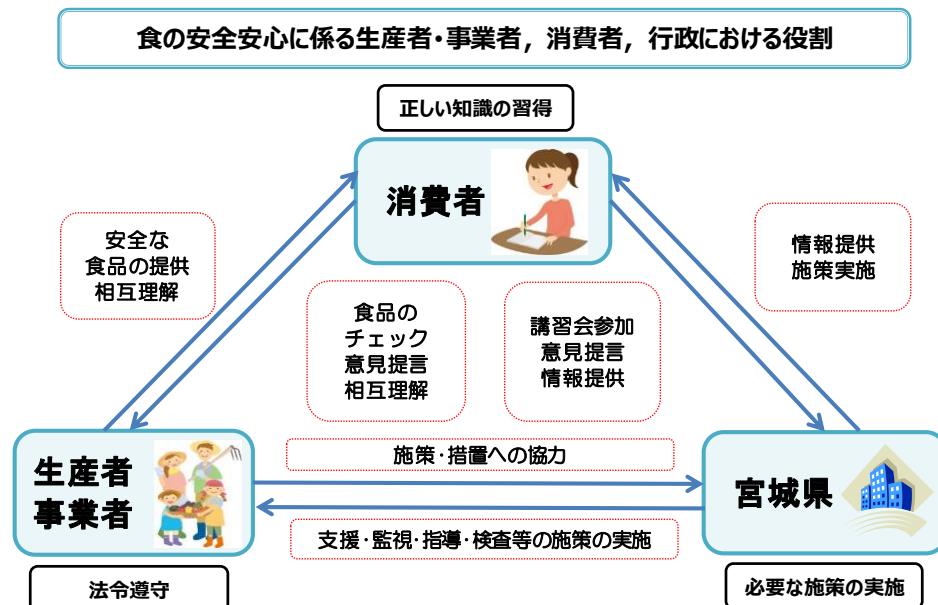 食の安全安心に係る生産者・事業者，消費者，行政における役割
正しい知識の習得
消費者
安全な
食品の提供
相互理解
情報提供
施策実施
食品の
チェック
意見提言
相互理解
講習会参加
意見提言
情報提供
生産者
事業者
施策・措置への協力
宮城県
支援・監視・指導・検査等の施策の実施
法令遵守
必要な施策の実施